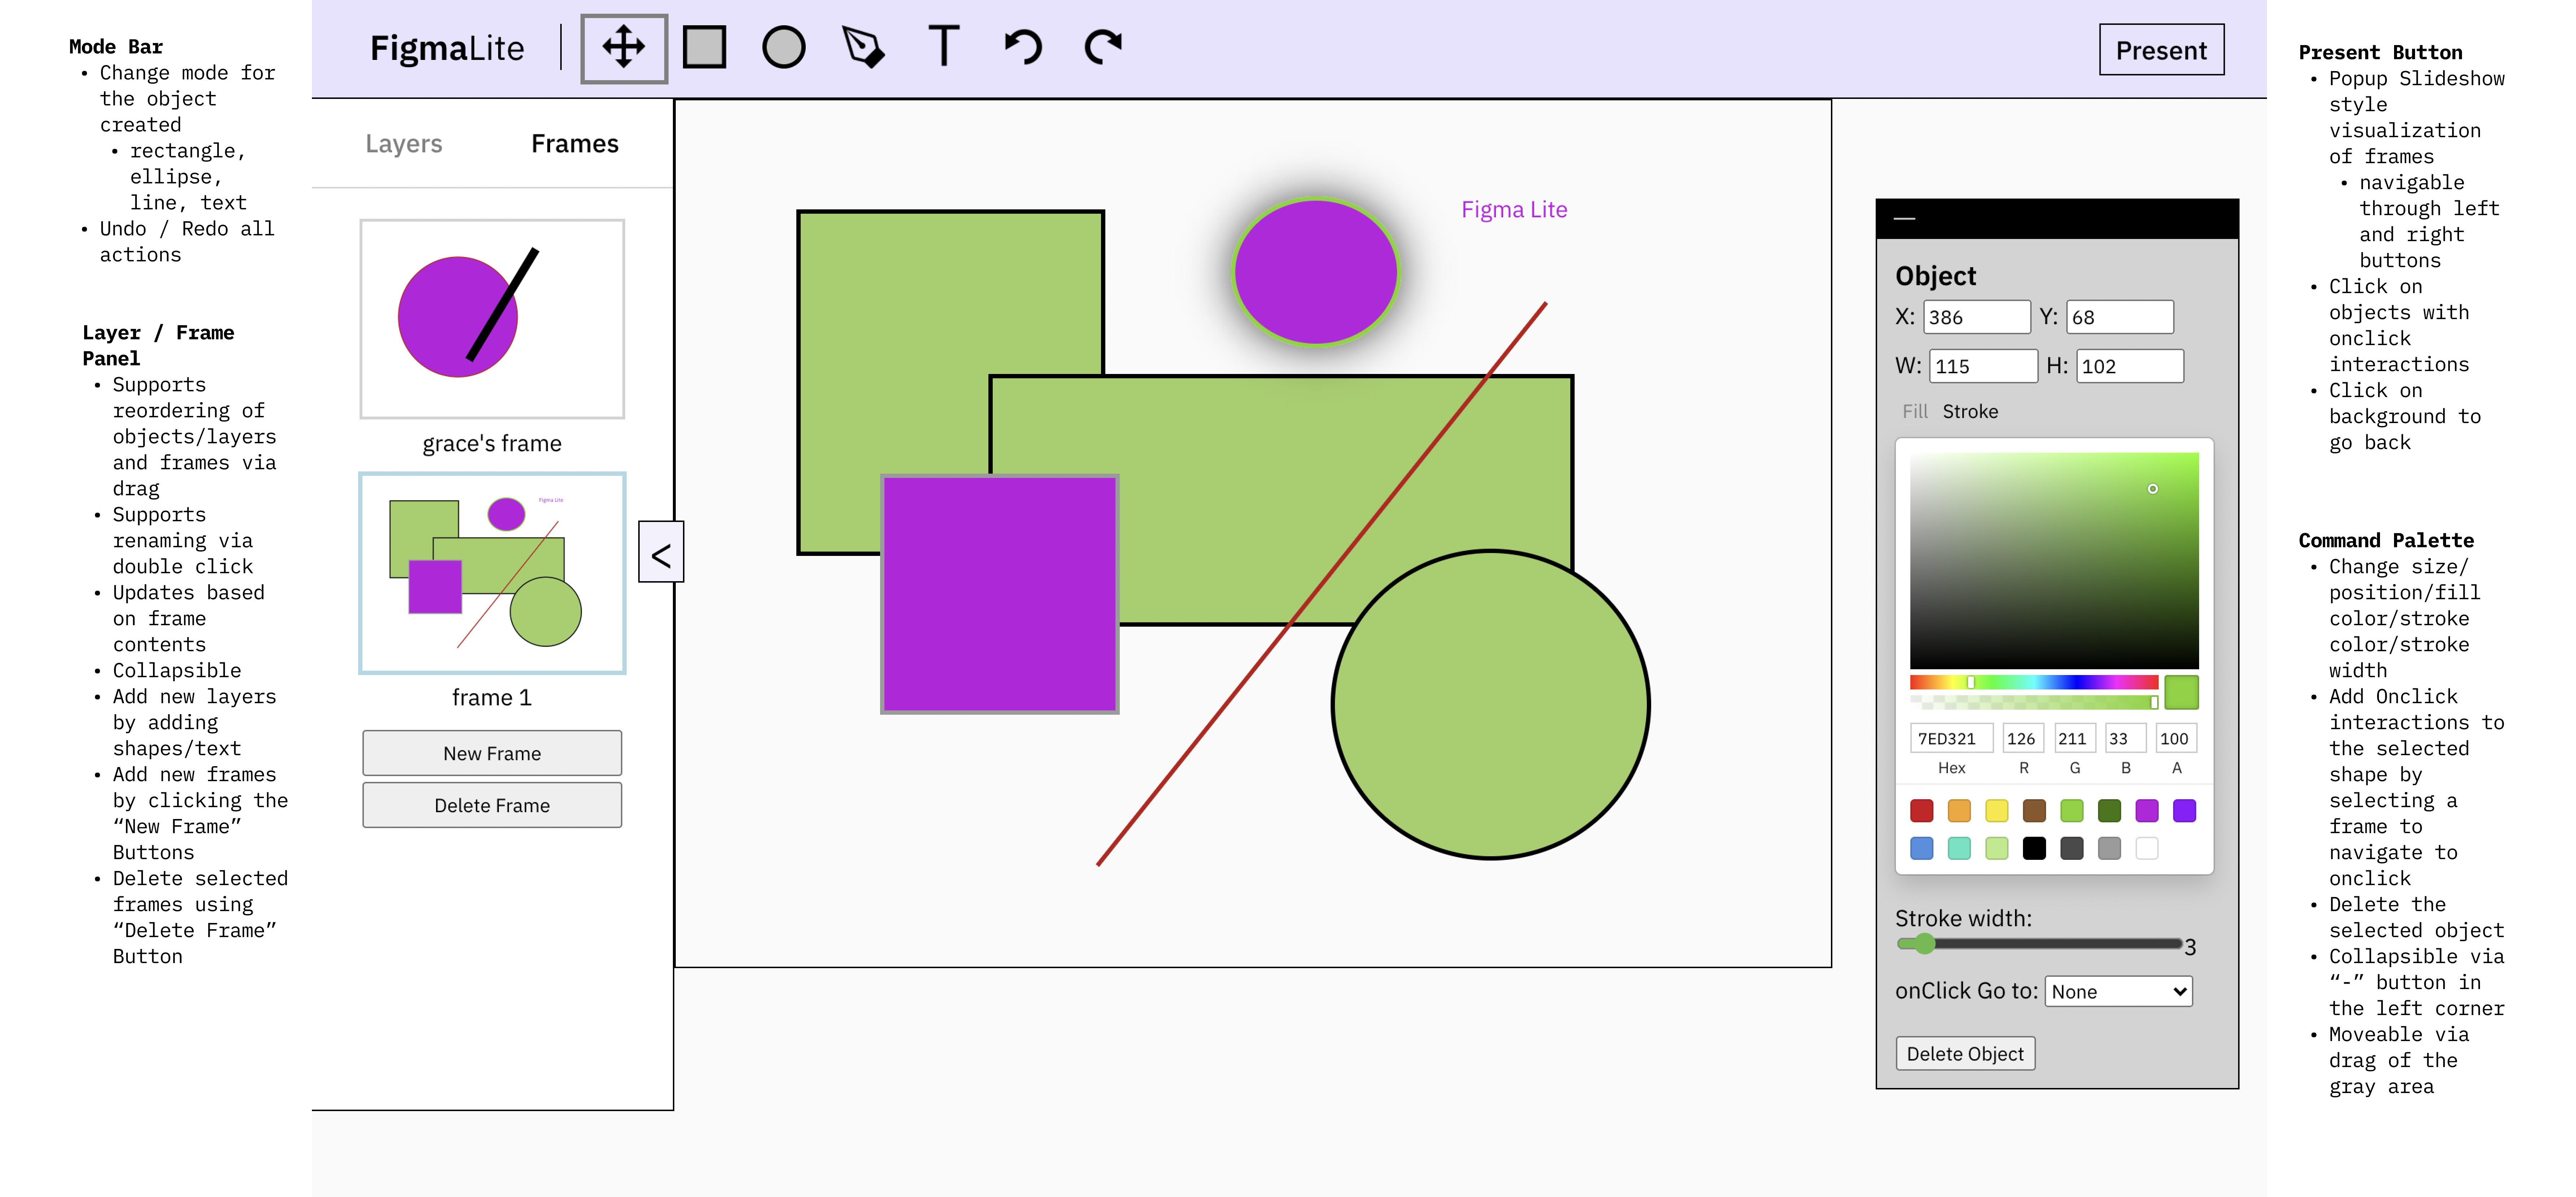 Mode Bar
• Change mode for
the object
created
• rectangle,
ellipse,
line, text
• Undo / Redo all
actions
Layer / Frame
Panel
• Supports
reordering of
objects/layers
and frames via
drag
• Supports
renaming via
double click
• Updates based
on frame
contents
• Collapsible
• Add new layers
by adding
shapes/text
• Add new frames
by clicking the
“New Frame”
Buttons
• Delete selected
frames using
“Delete Frame”
Button
FigmaLite
T
Present
Layers Frames
grace's frame
Figma Lite
frame 1
New Frame
Delete Frame
<
Figma Lite
Object
X: 386 Y: 68
W: 115 H: 102
Fill Stroke
7ED321 126 211 33 100
Hex R G B A
Stroke width:
3
onClick Go to: None
Delete Object
Present Button
• Popup Slideshow
style
visualization
of frames
• navigable
through left
and right
buttons
• Click on
objects with
onclick
interactions
• Click on
background to
go back
Command Palette
• Change size/
position/fill
color/stroke
color/stroke
width
• Add Onclick
interactions to
the selected
shape by
selecting a
frame to
navigate to
onclick
• Delete the
selected object
• Collapsible via
“-” button in
the left corner
• Moveable via
drag of the
gray area